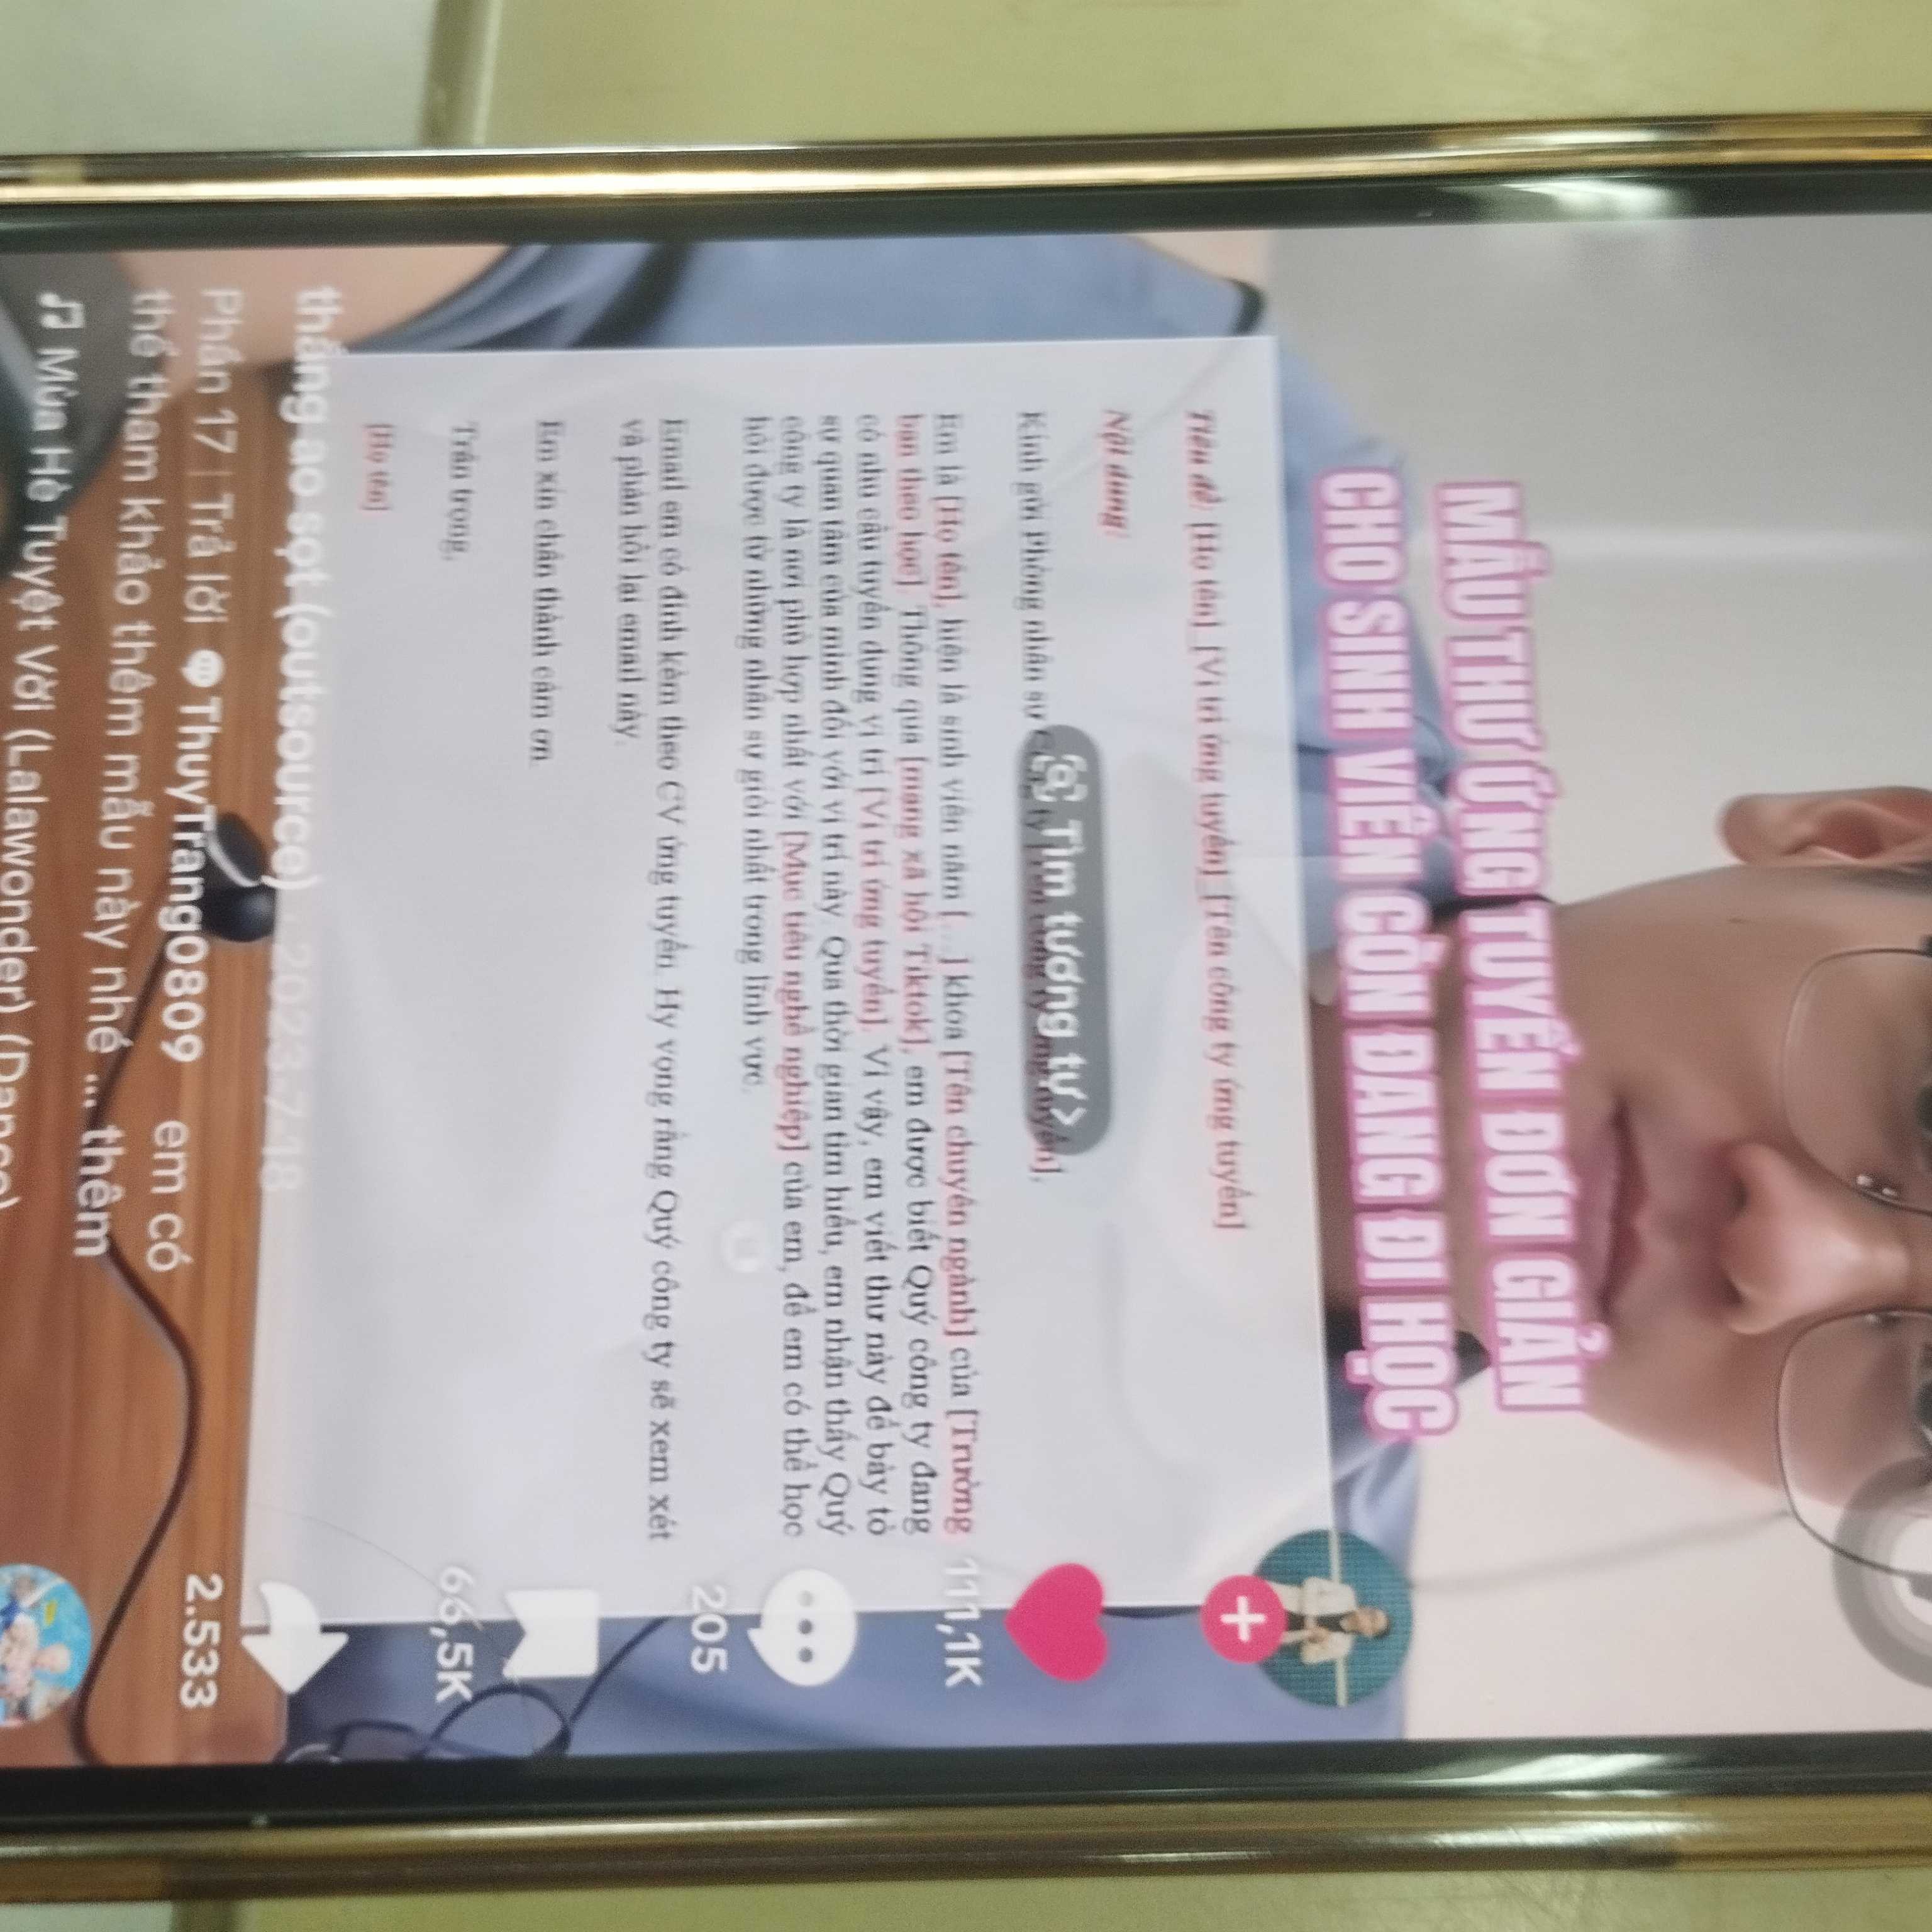 MẪU THƯ ỨNG TUYỂN ĐƠN GIẢN
CHO SINH VIÊN CÒN ĐANG ĐI HỌC
Tiêu đề: [Họ tên]_[Vị trí ứng tuyển]_[Tên công ty ứng tuyển]
Nội dung:
Kính gửi Phòng nhân sự
Tìm tương tự >
Em là [Họ tên], hiện là sinh viên năm [...] khoa [Tên chuyên ngành] của [Trường
bạn theo học]. Thông qua [mạng xã hội Tiktok], em được biết Quý công ty đang
có nhu cầu tuyển dụng vị trí [Vị trí ứng tuyển]. Vì vậy, em viết thư này để bày tỏ
sự quan tâm của mình đối với vị trí này. Qua thời gian tìm hiểu, em nhận thấy Quý
công ty là nơi phù hợp nhất với [Mục tiêu nghề nghiệp] của em, để em có thể học
hỏi được từ những nhân sự giỏi nhất trong lĩnh vực.
Email em có đính kèm theo CV ứng tuyển. Hy vọng rằng Quý công ty sẽ xem xét
và phản hồi lại email này.
Em xin chân thành cảm ơn.
Trân trọng,
[Họ tên]
111,1K
205
66,5K
2.533
thắng ao sọt (outsource) · 2023-7-18
Phần 17 | Trả lời ThuyTrang0809 em có
thể tham khảo thêm mẫu này nhé ... thêm
Mùa Hè Tuyệt Vời (Lalawonder) (Dance)